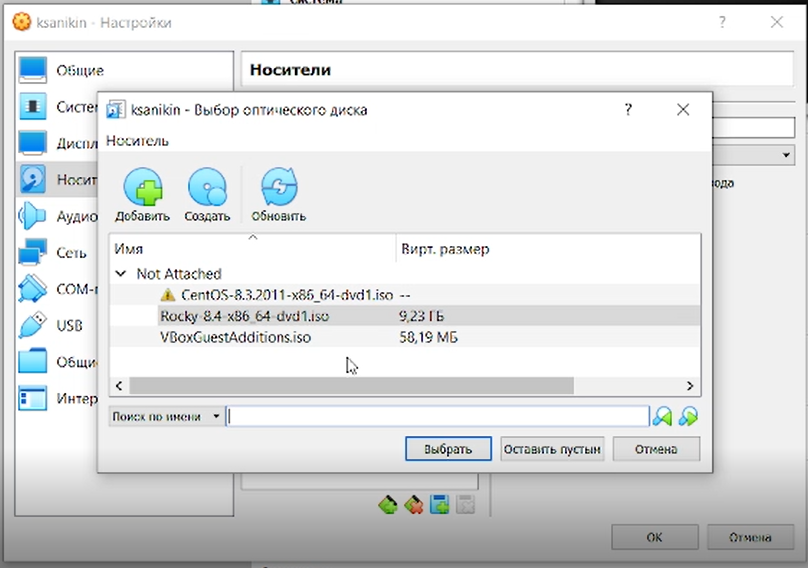 Система
ksanikin - Настройки
?
Общие
Носители
Систе
Диспл
Носит
Аудио
Сеть
COM-п
USB
Общи
Интер
вода
ksanikin - Выбор оптического диска
?
Носитель
Добавить Создать Обновить
Имя Вирт. размер
Not Attached
CentOS-8.3.2011-x86_64-dvd1.iso --
Rocky-8.4-x86_64-dvd1.iso 9,23 ГБ
VBoxGuestAdditions.iso 58,19 МБ
Поиск по имени
Выбрать Оставить пустым Отмена
OK Отмена